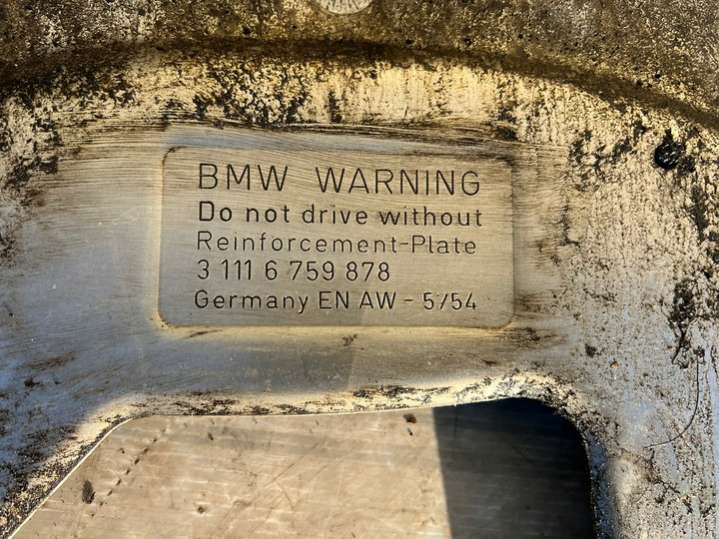 BMW WARNING
Do not drive without
Reinforcement-Plate
3 111 6 759 878
Germany EN AW - 5754